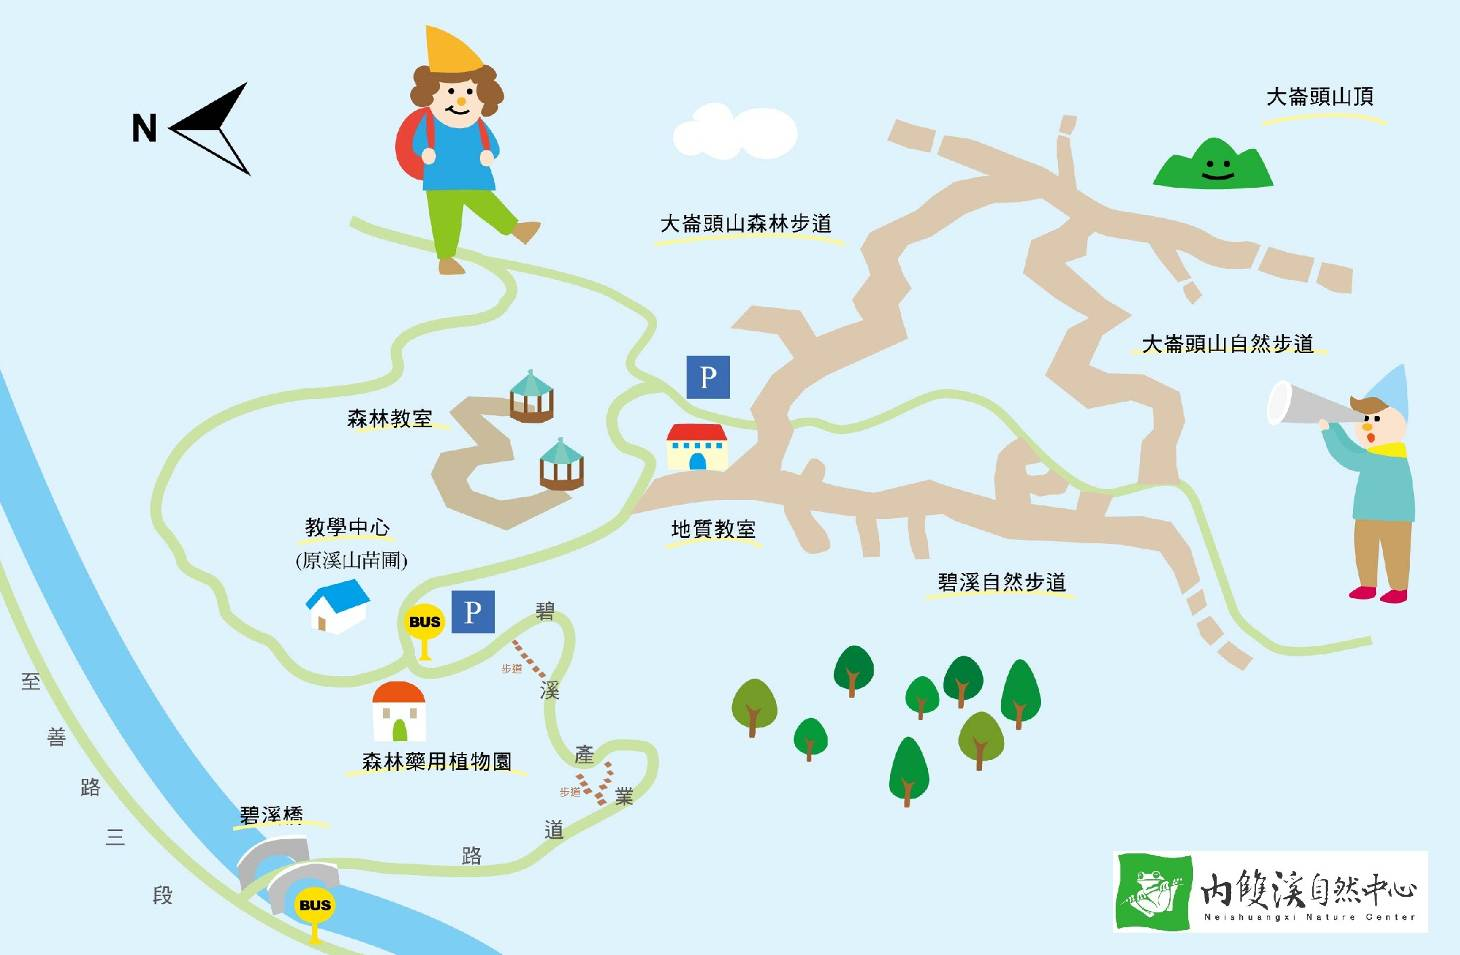 N
大崙頭山頂
大崙頭山森林步道
大崙頭山自然步道
P
森林教室
教學中心
(原溪山苗圃)
地質教室
碧溪自然步道
BUS
P
步道
碧溪產業道路
步道
森林藥用植物園
至善路三段
碧溪橋
BUS
內雙溪自然中心
Neishuangxi Nature Center